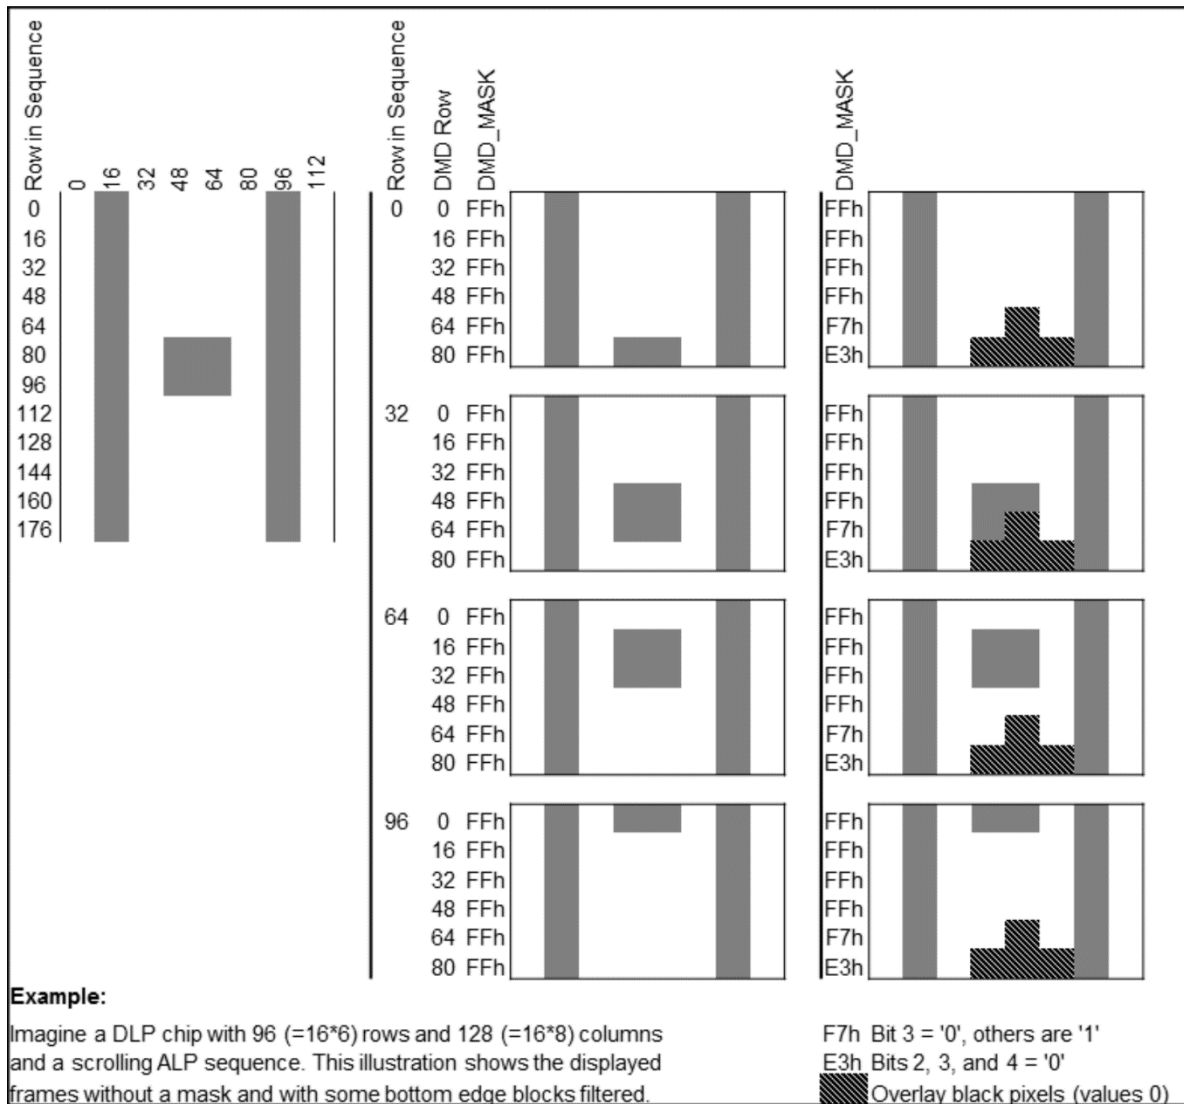 Row in Sequence
0
16
32
48
64
80
96
112
0
16
32
48
64
80
96
112
128
144
160
176
Row in Sequence
DMD Row
DMD_MASK
DMD_MASK
0 0 FFh
16 FFh
32 FFh
48 FFh
64 FFh
80 FFh
FFh
FFh
FFh
FFh
F7h
E3h
32 0 FFh
16 FFh
32 FFh
48 FFh
64 FFh
80 FFh
FFh
FFh
FFh
FFh
F7h
E3h
64 0 FFh
16 FFh
32 FFh
48 FFh
64 FFh
80 FFh
FFh
FFh
FFh
FFh
F7h
E3h
96 0 FFh
16 FFh
32 FFh
48 FFh
64 FFh
80 FFh
FFh
FFh
FFh
FFh
F7h
E3h
Example:
Imagine a DLP chip with 96 (=16*6) rows and 128 (=16*8) columns
and a scrolling ALP sequence. This illustration shows the displayed
frames without a mask and with some bottom edge blocks filtered.
F7h Bit 3 = '0', others are '1'
E3h Bits 2, 3, and 4 = '0'
Overlay black pixels (values 0)